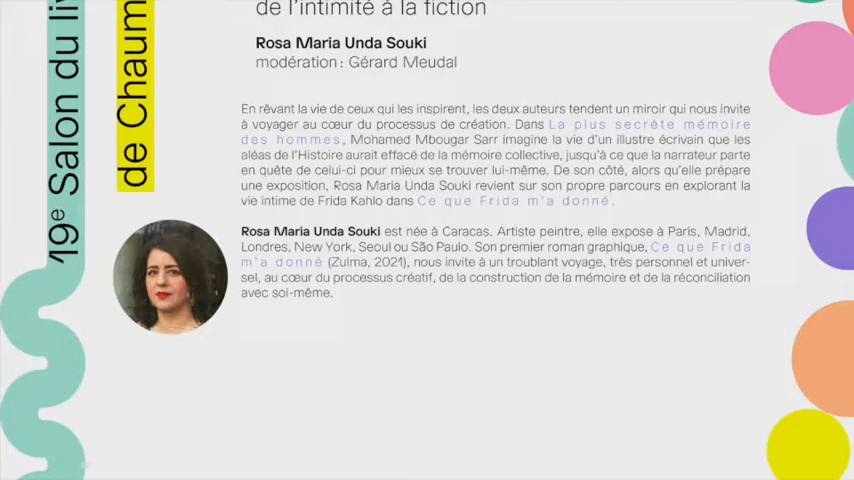 19e Salon du li
de Chaum
de l'intimité à la fiction
Rosa Maria Unda Souki
modération : Gérard Meudal
En rêvant la vie de ceux qui les inspirent, les deux auteurs tendent un miroir qui nous invite
à voyager au cœur du processus de création. Dans La plus secrète mémoire
des hommes, Mohamed Mbougar Sarr imagine la vie d'un illustre écrivain que les
aléas de l'Histoire aurait effacé de la mémoire collective, jusqu'à ce que la narrateur parte
en quête de celui-ci pour mieux se trouver lui-même. De son côté, alors qu'elle prépare
une exposition, Rosa Maria Unda Souki revient sur son propre parcours en explorant la
vie intime de Frida Kahlo dans Ce que Frida m'a donné.
Rosa Maria Unda Souki est née à Caracas. Artiste peintre, elle expose à Paris, Madrid,
Londres, New York, Seoul ou São Paulo. Son premier roman graphique, Ce que Frida
m'a donné (Zulma, 2021), nous invite à un troublant voyage, très personnel et univer-
sel, au cœur du processus créatif, de la construction de la mémoire et de la réconciliation
avec soi-même.